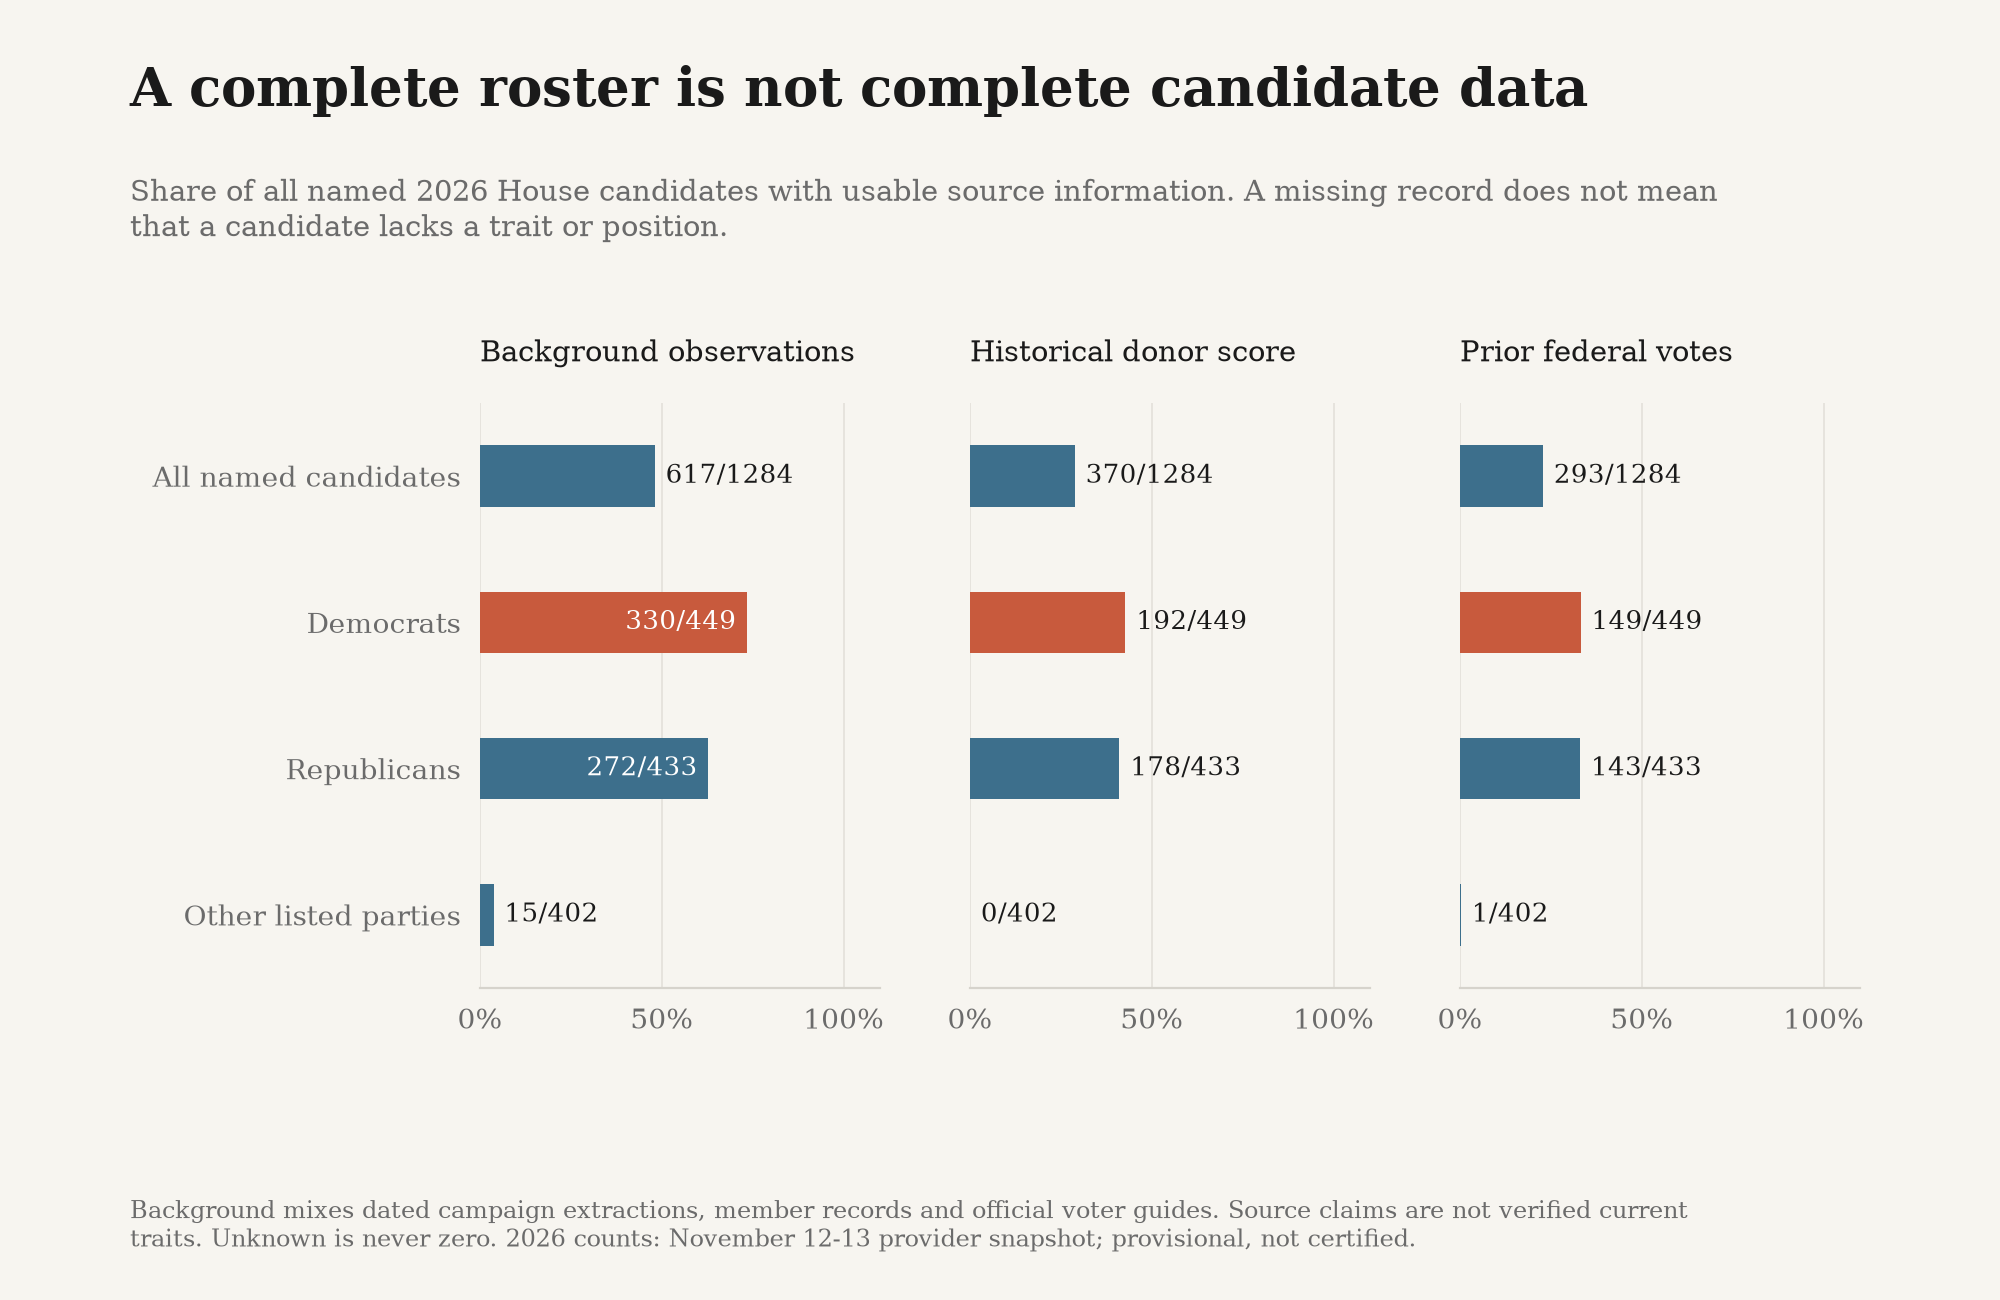 A complete roster is not complete candidate data
Share of all named 2026 House candidates with usable source information. A missing record does not mean
that a candidate lacks a trait or position.
Background observations
Historical donor score
Prior federal votes
All named candidates
617/1284
370/1284
293/1284
Democrats
330/449
192/449
149/449
Republicans
272/433
178/433
143/433
Other listed parties
15/402
0/402
1/402
0%
50%
100%
0%
50%
100%
0%
50%
100%
Background mixes dated campaign extractions, member records and official voter guides. Source claims are not verified current
traits. Unknown is never zero. 2026 counts: November 12-13 provider snapshot; provisional, not certified.